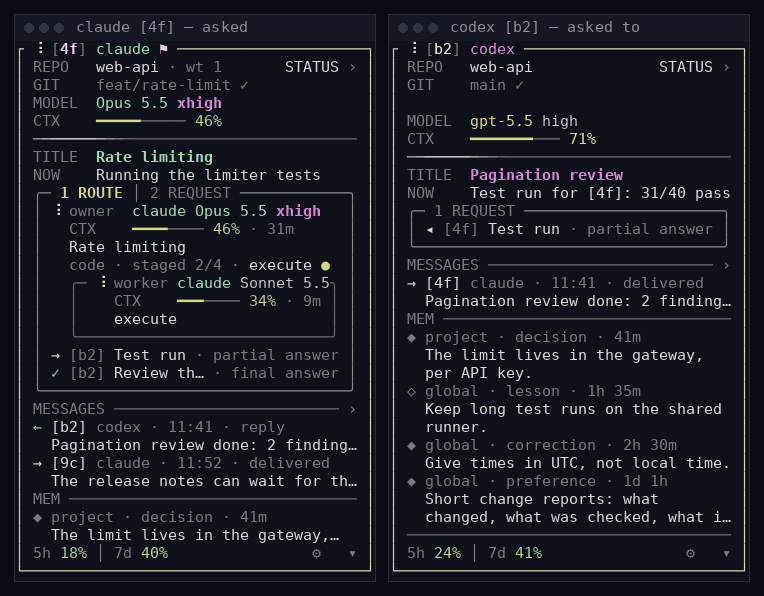 claude [4f] — asked
⠸ [4f] claude ⚑
REPO web-api · wt 1 STATUS ›
GIT feat/rate-limit ✓
MODEL Opus 5.5 xhigh
CTX 46%
TITLE Rate limiting
NOW Running the limiter tests
1 ROUTE │ 2 REQUEST
⠸ owner claude Opus 5.5 xhigh
CTX 46% · 31m
Rate limiting
code · staged 2/4 · execute ●
⠸ worker claude Sonnet 5.5
CTX 34% · 9m
execute
→ [b2] Test run · partial answer
✓ [b2] Review th… · final answer
MESSAGES ›
← [b2] codex · 11:41 · reply
Pagination review done: 2 finding…
→ [9c] claude · 11:52 · delivered
The release notes can wait for th…
MEM
◆ project · decision · 41m
The limit lives in the gateway,…
5h 18% │ 7d 40% ⚙ ▾
codex [b2] — asked to
⠸ [b2] codex
REPO web-api STATUS ›
GIT main ✓
MODEL gpt-5.5 high
CTX 71%
TITLE Pagination review
NOW Test run for [4f]: 31/40 pass
1 REQUEST
◂ [4f] Test run · partial answer
MESSAGES ›
→ [4f] claude · 11:41 · delivered
Pagination review done: 2 finding…
MEM
◆ project · decision · 41m
The limit lives in the gateway,
per API key.
◇ global · lesson · 1h 35m
Keep long test runs on the shared
runner.
◆ global · correction · 2h 30m
Give times in UTC, not local time.
◆ global · preference · 1d 1h
Short change reports: what
changed, what was checked, what i…
5h 24% │ 7d 41% ⚙ ▾